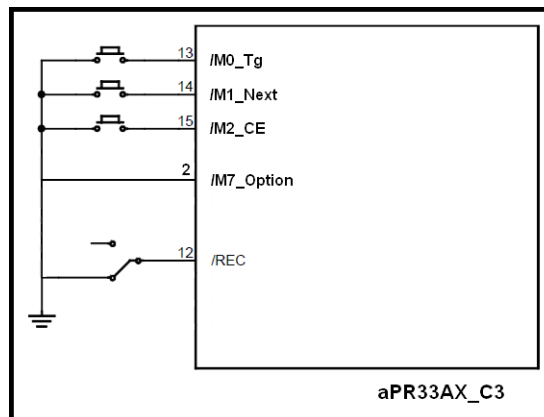 13 /M0_Tg
14 /M1_Next
15 /M2_CE
2 /M7_Option
12 /REC
aPR33AX_C3